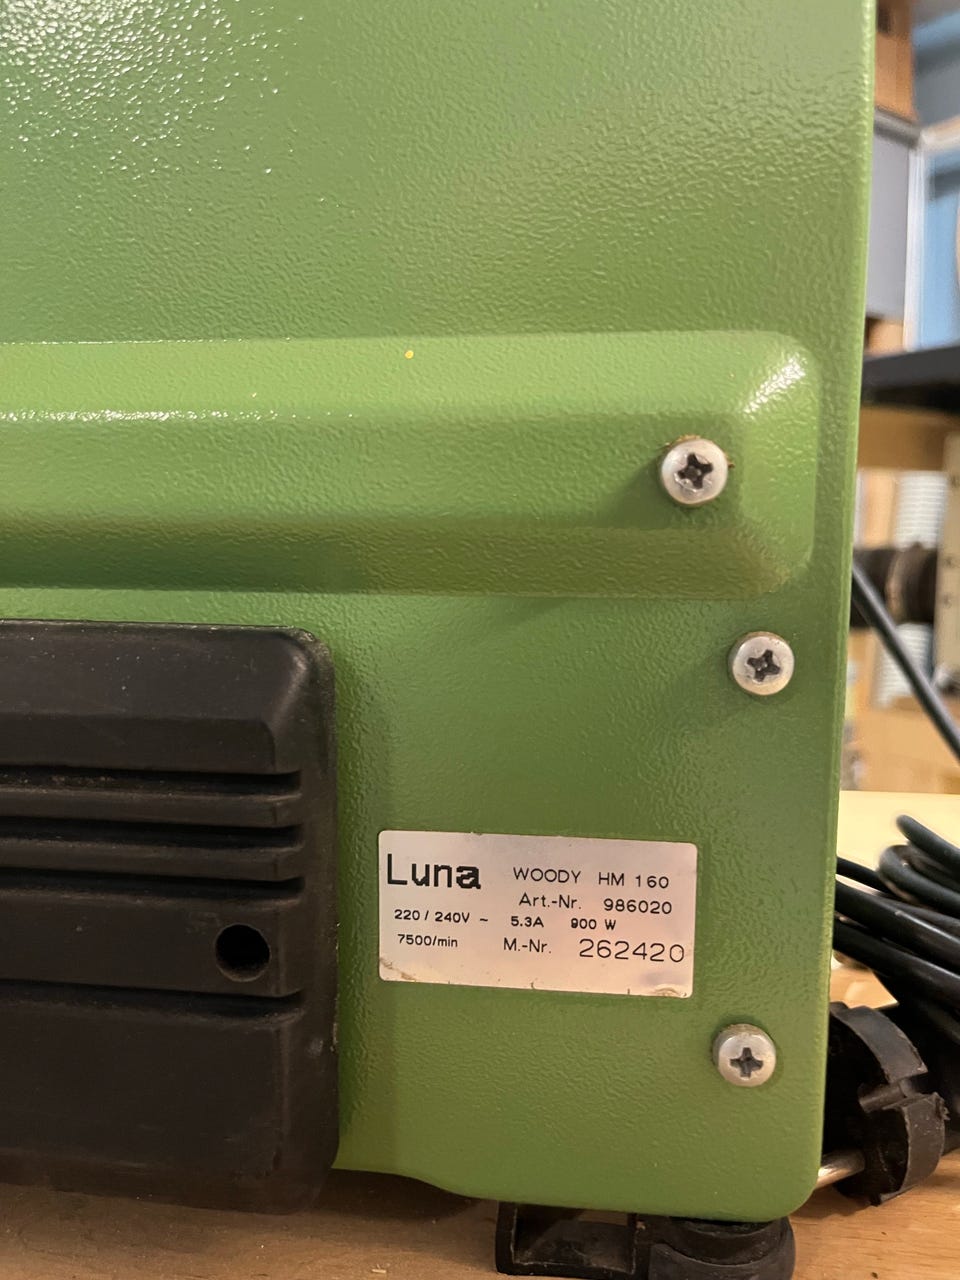 Luna WOODY HM 160
Art.-Nr. 986020
220 / 240V ~ 5.3A 900 W
7500/min M.-Nr. 262420